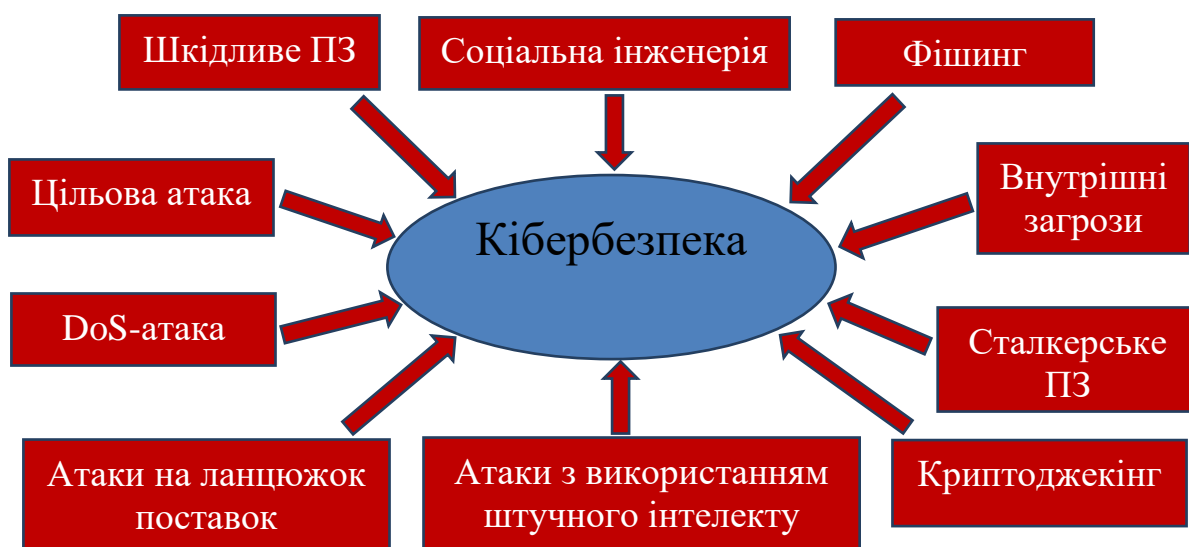 Шкідливе ПЗ
Соціальна інженерія
Фішинг
Цільова атака
Внутрішні
загрози
Кібербезпека
DoS-атака
Сталкерське
ПЗ
Атаки на ланцюжок
поставок
Атаки з використанням
штучного інтелекту
Криптоджекінг